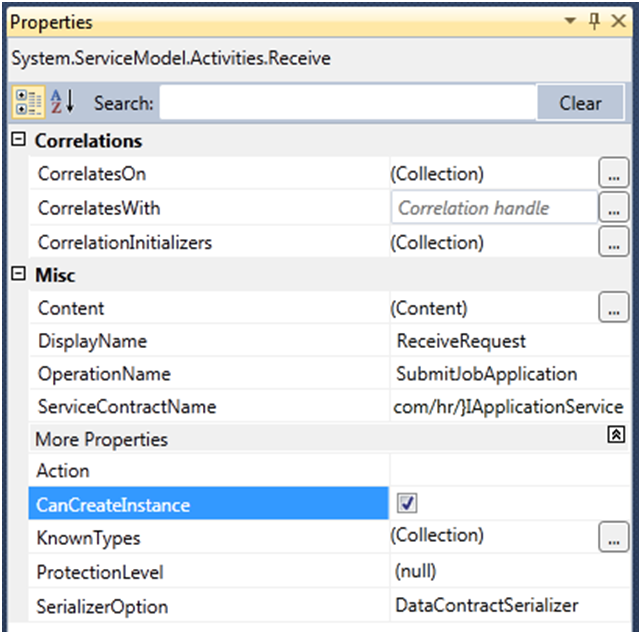 Properties
System.ServiceModel.Activities.Receive
A Z Search: Clear
Correlations
CorrelatesOn (Collection) ...
CorrelatesWith Correlation handle ...
CorrelationInitializers (Collection) ...
Misc
Content (Content) ...
DisplayName ReceiveRequest
OperationName SubmitJobApplication
ServiceContractName com/hr/}IApplicationService
More Properties
Action
CanCreateInstance
KnownTypes (Collection) ...
ProtectionLevel (null)
SerializerOption DataContractSerializer